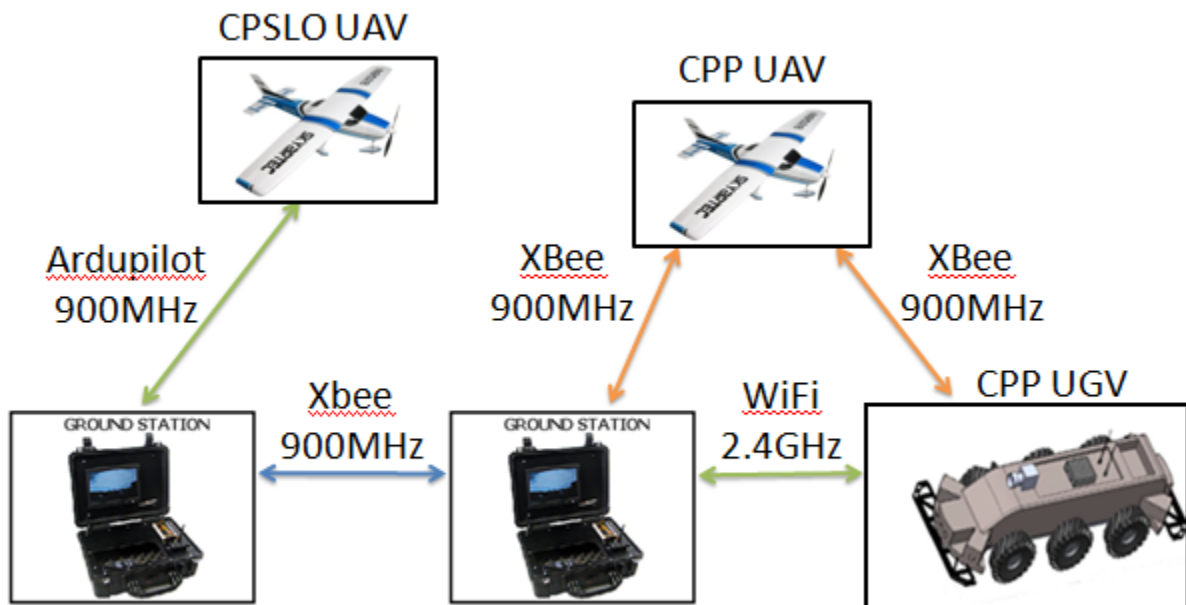 CPSLO UAV
CPP UAV
Ardupilot
900MHz
XBee
900MHz
XBee
900MHz
CPP UGV
Xbee
900MHz
WiFi
2.4GHz
GROUND STATION
GROUND STATION